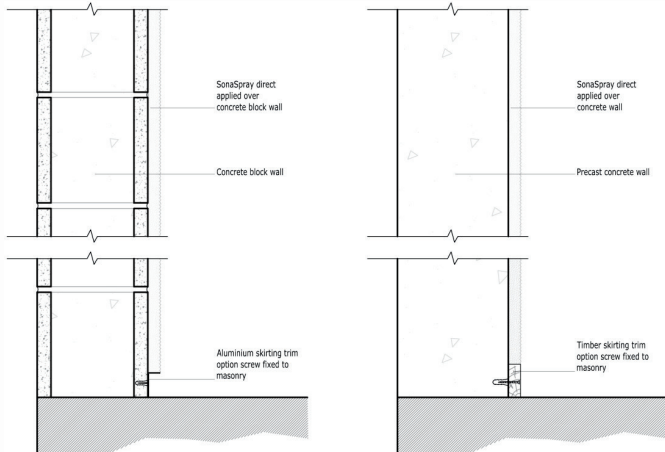 SonaSpray direct
applied over
concrete block wall
Concrete block wall
Aluminium skirting trim
option screw fixed to
masonry
SonaSpray direct
applied over
concrete wall
Precast concrete wall
Timber skirting trim
option screw fixed to
masonry